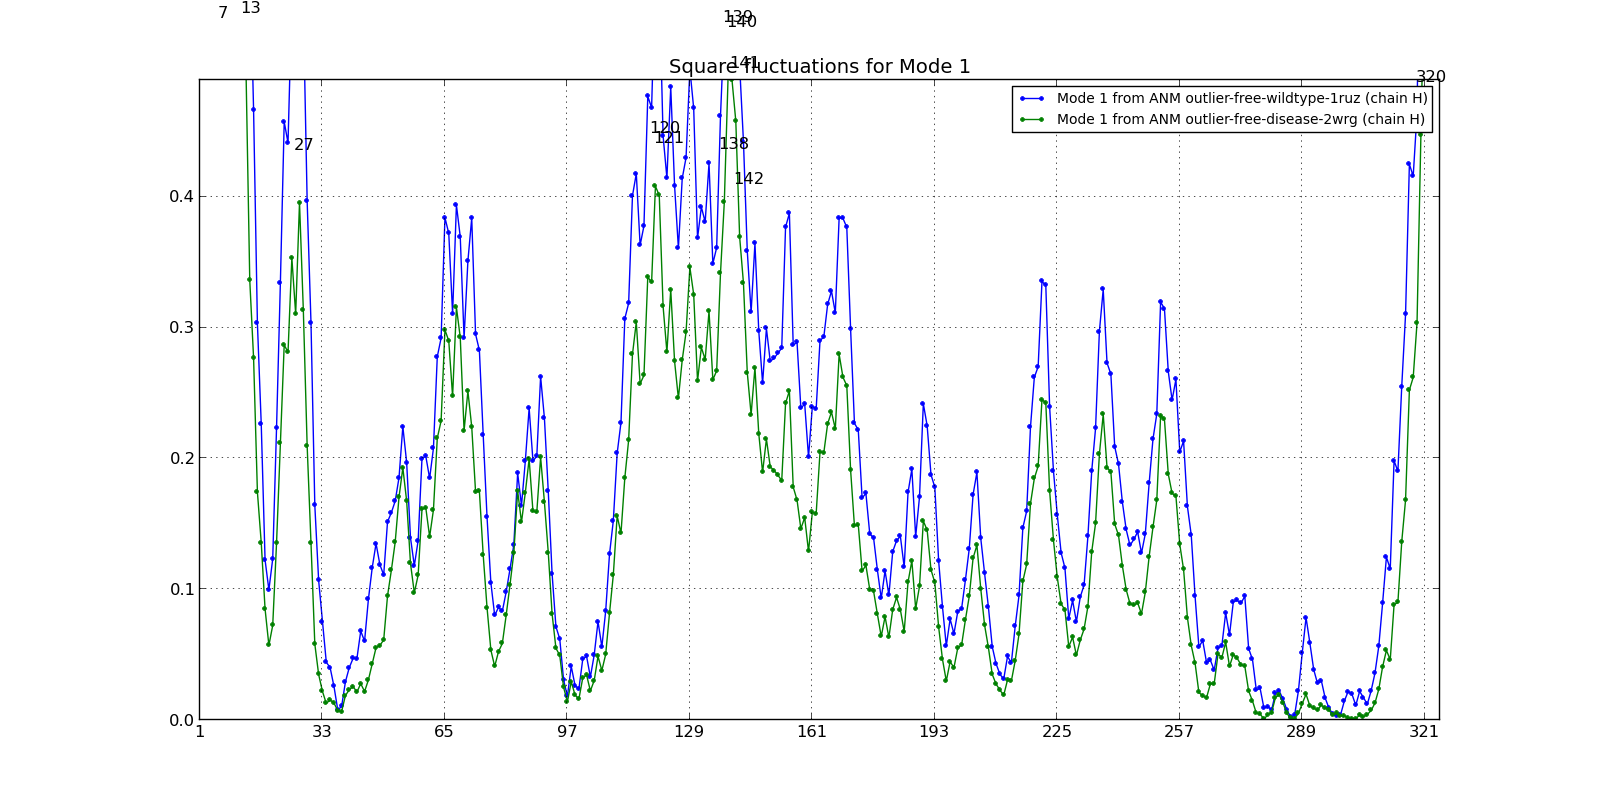 7 13 139
140
141
Square fluctuations for Mode 1
320
Mode 1 from ANM outlier-free-wildtype-1ruz (chain H)
Mode 1 from ANM outlier-free-disease-2wrg (chain H)
120
121
27
138
142
0.4
0.3
0.2
0.1
0.0
1 33 65 97 129 161 193 225 257 289 321